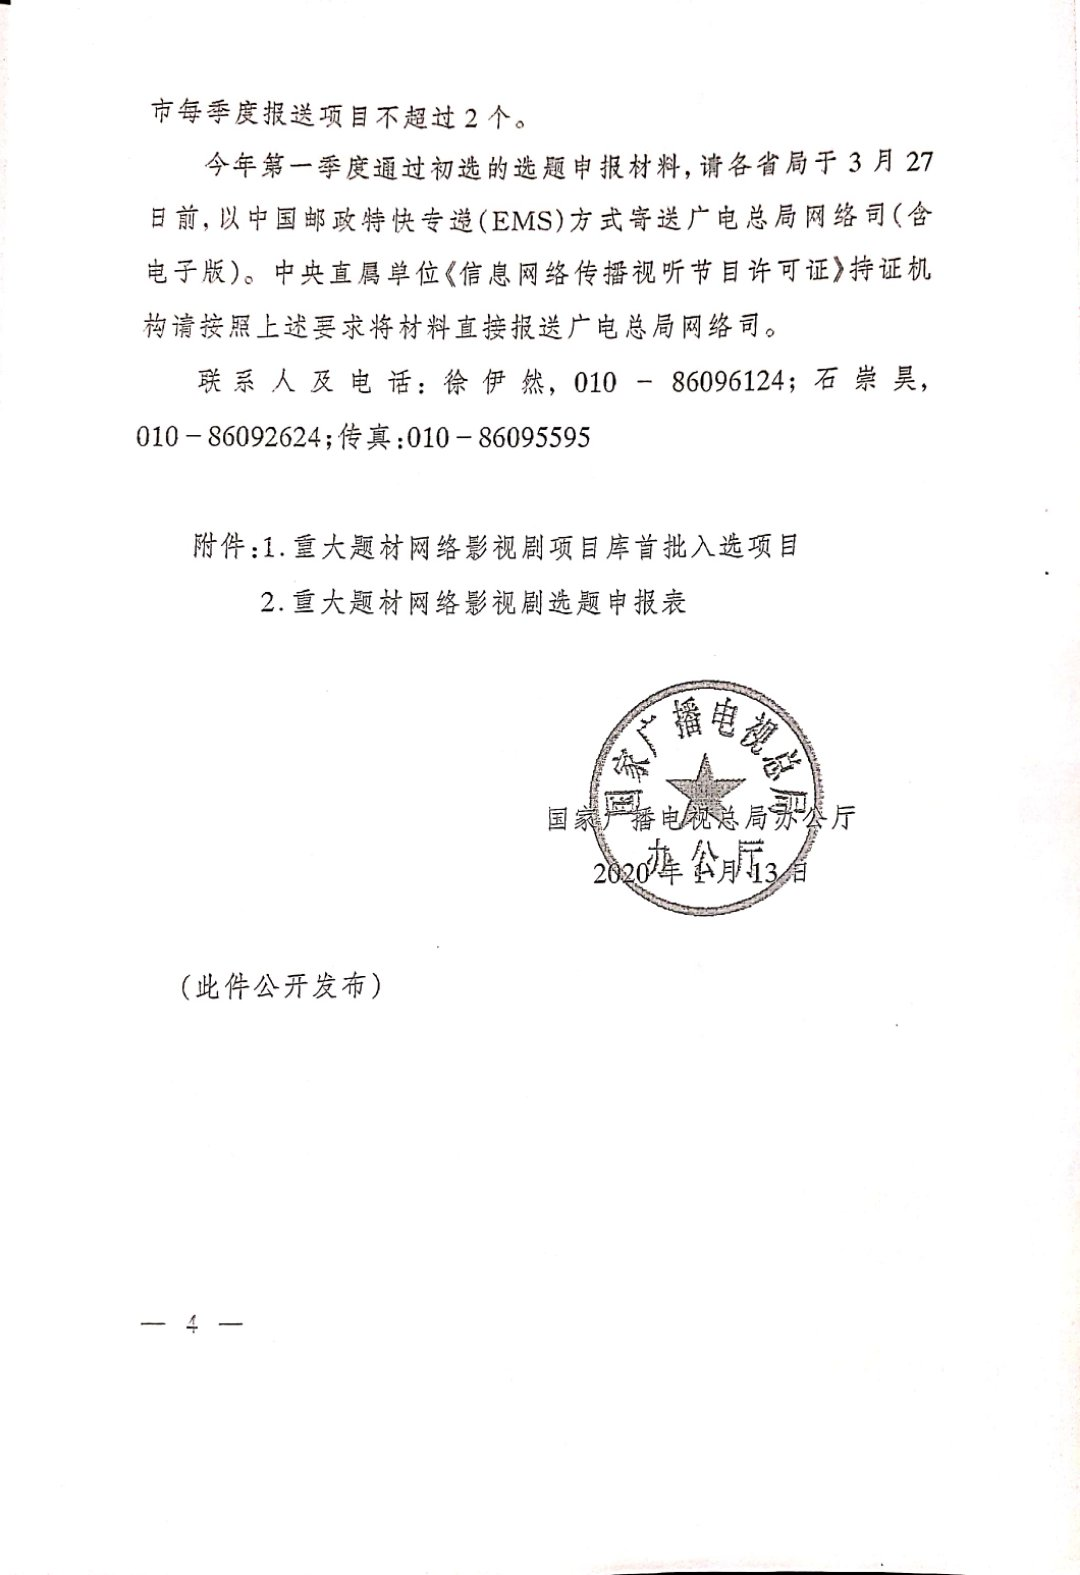 市每季度报送项目不超过2个。
今年第一季度通过初选的选题申报材料,请各省局于3月27
日前,以中国邮政特快专递(EMS)方式寄送广电总局网络司(含
电子版)。中央直属单位《信息网络传播视听节目许可证》持证机
构请按照上述要求将材料直接报送广电总局网络司。
联系人及电话:徐伊然,010-86096124;石崇昊,
010-86092624;传真:010-86095595
附件:1.重大题材网络影视剧项目库首批入选项目
2.重大题材网络影视剧选题申报表
国家广播电视总局
办公厅
国家广播电视总局办公厅
2020年1月13日
(此件公开发布)
— 4 —